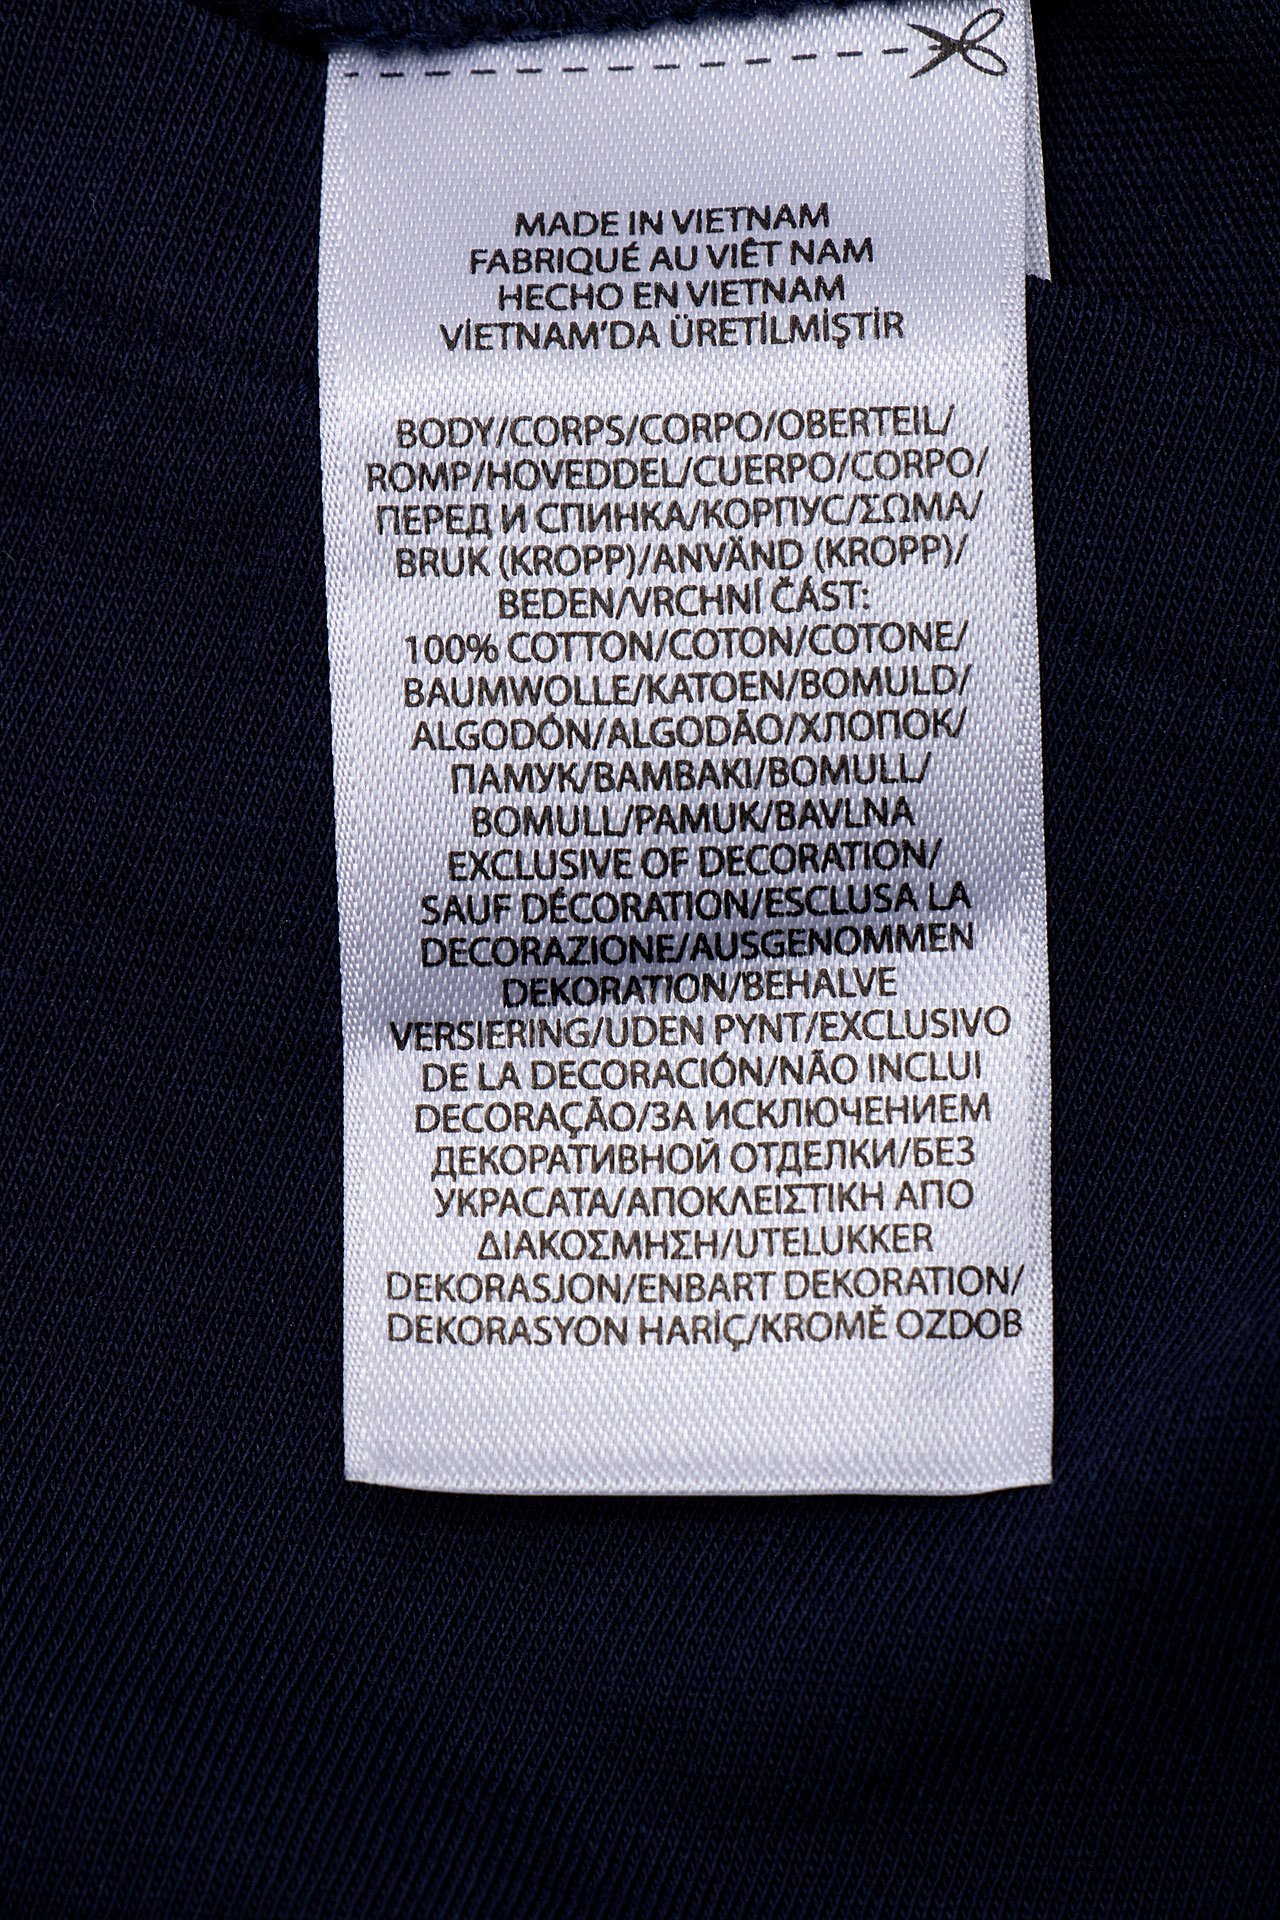 MADE IN VIETNAM
FABRIQUÉ AU VIÊT NAM
HECHO EN VIETNAM
VİETNAM'DA ÜRETİLMİŞTİR
BODY/CORPS/CORPO/OBERTEIL/
ROMP/HOVEDDEL/CUERPO/CORPO/
ПЕРЕД И СПИНКА/КОРПУС/ΣΩΜΑ/
BRUK (KROPP)/ANVÄND (KROPP)/
BEDEN/VRCHNÍ ČÁST:
100% COTTON/COTON/COTONE/
BAUMWOLLE/KATOEN/BOMULD/
ALGODÓN/ALGODÃO/ХЛОПОК/
ПАМУК/ΒΑΜΒΑΚΙ/BOMULL/
BOMULL/PAMUK/BAVLNA
EXCLUSIVE OF DECORATION/
SAUF DÉCORATION/ESCLUSA LA
DECORAZIONE/AUSGENOMMEN
DEKORATION/BEHALVE
VERSIERING/UDEN PYNT/EXCLUSIVO
DE LA DECORACIÓN/NÃO INCLUI
DECORAÇÃO/ЗА ИСКЛЮЧЕНИЕМ
ДЕКОРАТИВНОЙ ОТДЕЛКИ/БЕЗ
УКРАСАТА/ΑΠΟΚΛΕΙΣΤΙΚΗ ΑΠΟ
ΔΙΑΚΟΣΜΗΣΗ/UTELUKKER
DEKORASJON/ENBART DEKORATION/
DEKORASYON HARİÇ/KROMĚ OZDOB